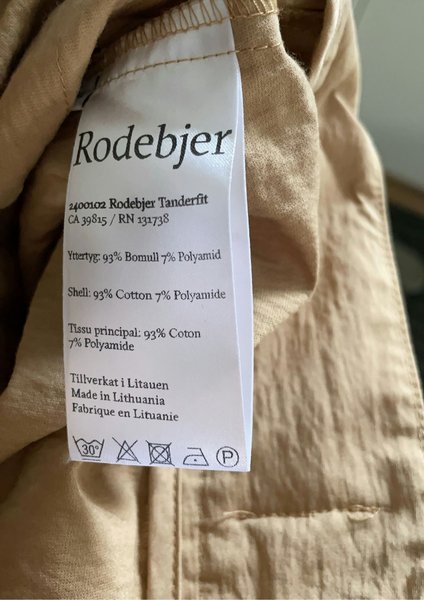 Rodebjer
2400102 Rodebjer Tanderfit
CA 39815 / RN 131738
Yttertyg: 93% Bomull 7% Polyamid
Shell: 93% Cotton 7% Polyamide
Tissu principal: 93% Coton
7% Polyamide
Tillverkat i Litauen
Made in Lithuania
Fabrique en Lituanie
30° P